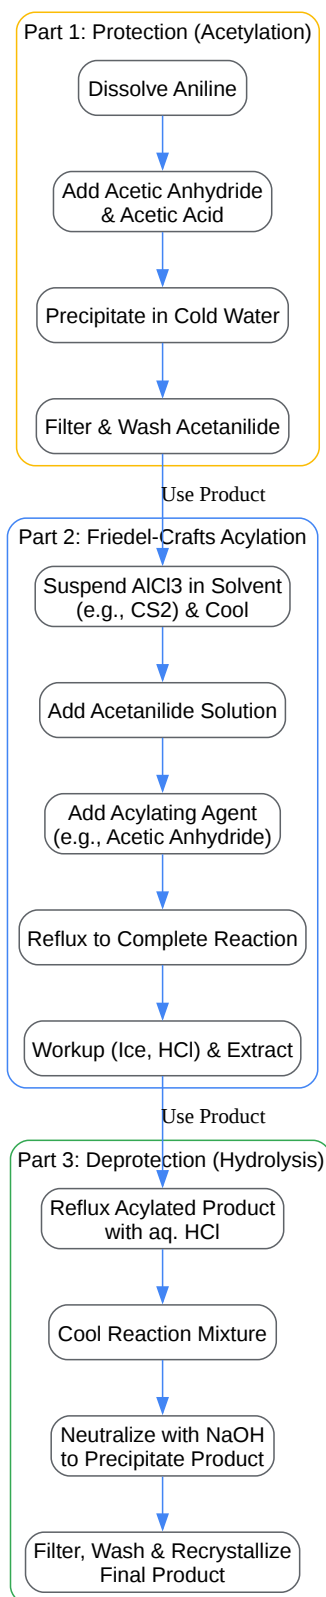 Part 1: Protection (Acetylation)
Dissolve Aniline
Add Acetic Anhydride
& Acetic Acid
Precipitate in Cold Water
Filter & Wash Acetanilide
Use Product
Part 2: Friedel-Crafts Acylation
Suspend AlCl3 in Solvent
(e.g., CS2) & Cool
Add Acetanilide Solution
Add Acylating Agent
(e.g., Acetic Anhydride)
Reflux to Complete Reaction
Workup (Ice, HCl) & Extract
Use Product
Part 3: Deprotection (Hydrolysis)
Reflux Acylated Product
with aq. HCl
Cool Reaction Mixture
Neutralize with NaOH
to Precipitate Product
Filter, Wash & Recrystallize
Final Product